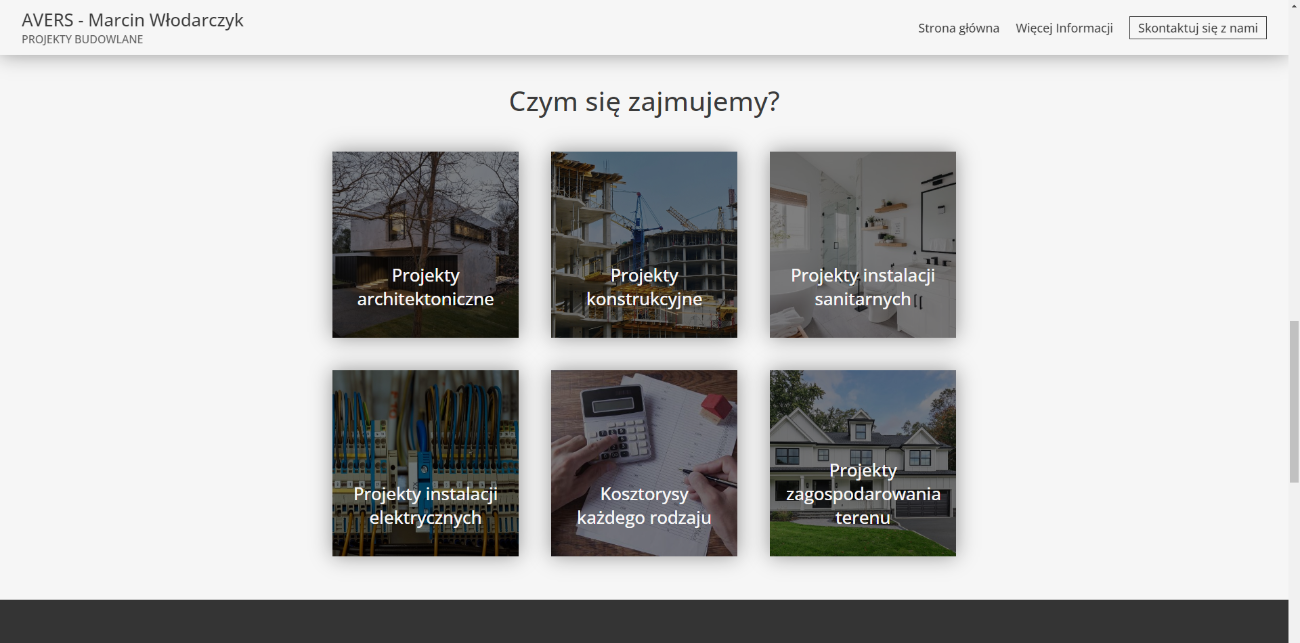 AVERS - Marcin Włodarczyk
PROJEKTY BUDOWLANE
Strona główna
Więcej Informacji
Skontaktuj się z nami
Czym się zajmujemy?
Projekty
architektoniczne
Projekty
konstrukcyjne
Projekty instalacji
sanitarnych
Projekty instalacji
elektrycznych
Kosztorysy
każdego rodzaju
Projekty
zagospodarowania
terenu